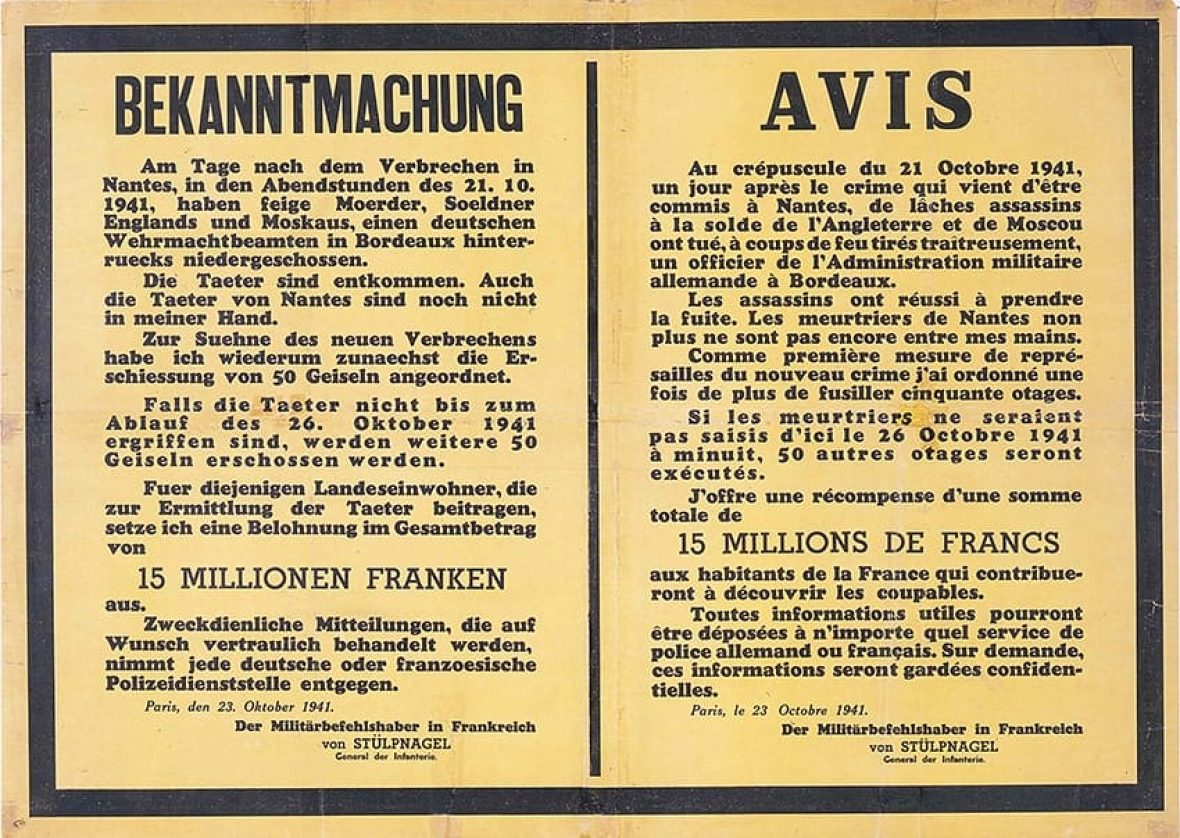 BEKANNTMACHUNG
Am Tage nach dem Verbrechen in
Nantes, in den Abendstunden des 21. 10.
1941, haben feige Moerder, Soeldner
Englands und Moskaus, einen deutschen
Wehrmachtbeamten in Bordeaux hinter-
ruecks niedergeschossen.
Die Taeter sind entkommen. Auch
die Taeter von Nantes sind noch nicht
in meiner Hand.
Zur Suehne des neuen Verbrechens
habe ich wiederum zunaechst die Er-
schiessung von 50 Geiseln angeordnet.
Falls die Taeter nicht bis zum
Ablauf des 26. Oktober 1941
ergriffen sind, werden weitere 50
Geiseln erschossen werden.
Fuer diejenigen Landeseinwohner, die
zur Ermittlung der Taeter beitragen,
setze ich eine Belohnung im Gesamtbetrag
von
15 MILLIONEN FRANKEN
aus.
Zweckdienliche Mitteilungen, die auf
Wunsch vertraulich behandelt werden,
nimmt jede deutsche oder franzoesische
Polizeidienststelle entgegen.
Paris, den 23. Oktober 1941.
Der Militärbefehlshaber in Frankreich
von STÜLPNAGEL
General der Infanterie.
AVIS
Au crépuscule du 21 Octobre 1941,
un jour après le crime qui vient d'être
commis à Nantes, de lâches assassins
à la solde de l'Angleterre et de Moscou
ont tué, à coups de feu tirés traîtreusement,
un officier de l'Administration militaire
allemande à Bordeaux.
Les assassins ont réussi à prendre
la fuite. Les meurtriers de Nantes non
plus ne sont pas encore entre mes mains.
Comme première mesure de repré-
sailles du nouveau crime j'ai ordonné une
fois de plus de fusiller cinquante otages.
Si les meurtriers ne seraient
pas saisis d'ici le 26 Octobre 1941
à minuit, 50 autres otages seront
exécutés.
J'offre une récompense d'une somme
totale de
15 MILLIONS DE FRANCS
aux habitants de la France qui contribue-
ront à découvrir les coupables.
Toutes informations utiles pourront
être déposées à n'importe quel service de
police allemand ou français. Sur demande,
ces informations seront gardées confiden-
tielles.
Paris, le 23 Octobre 1941.
Der Militärbefehlshaber in Frankreich
von STÜLPNAGEL
General der Infanterie.